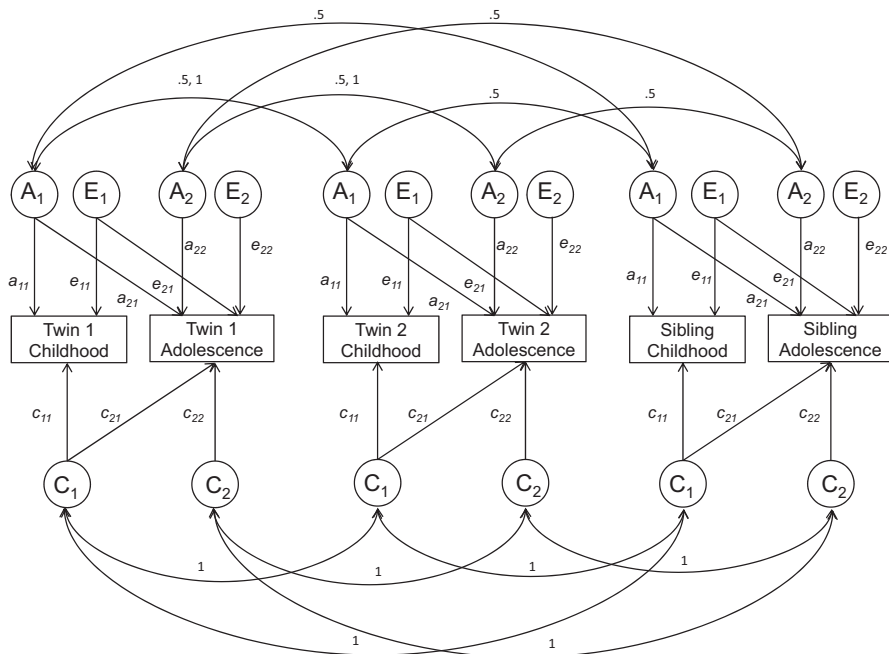 .5
.5
.5, 1
.5, 1
.5
.5
A1 E1 A2 E2 A1 E1 A2 E2 A1 E1 A2 E2
a22 e22 a22 e22 a22 e22
a11 e11 e21 a11 e11 e21 a11 e11 e21
a21 a21 a21
Twin 1 Twin 1 Twin 2 Twin 2 Sibling Sibling
Childhood Adolescence Childhood Adolescence Childhood Adolescence
c11 c21 c22 c11 c21 c22 c11 c21 c22
C1 C2 C1 C2 C1 C2
1 1 1 1
1 1